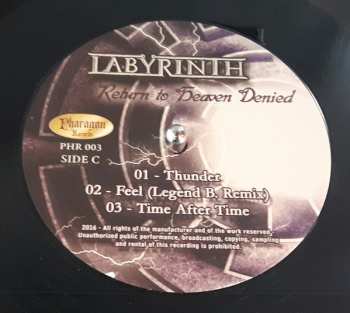 LABYRINTH
Return to Heaven Denied
Pharagon
Records
PHR 003
SIDE C
01 - Thunder
02 - Feel (Legend B. Remix)
03 - Time After Time
2016 - All rights of the manufacturer and of the work reserved.
Unauthorized public performance, broadcasting, copying, sampling
and rental of this recording is prohibited.